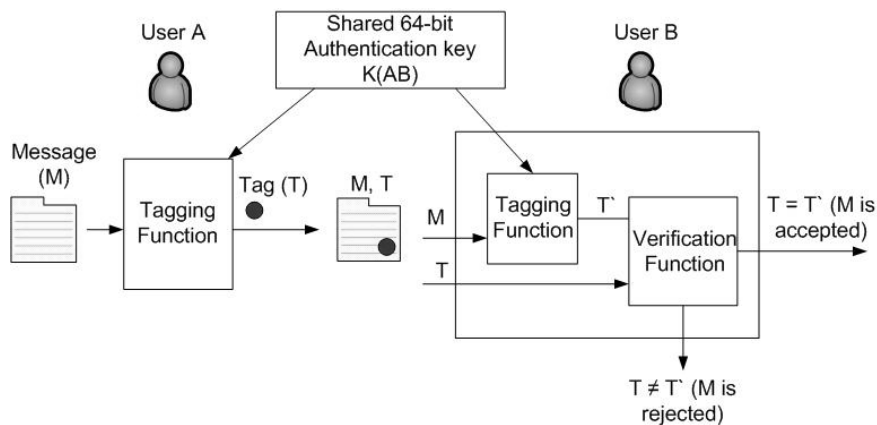 User A
Shared 64-bit
Authentication key
K(AB)
User B
Message
(M)
Tagging
Function
Tag (T)
M, T
M
T
Tagging
Function
T`
Verification
Function
T = T` (M is
accepted)
T ≠ T` (M is
rejected)